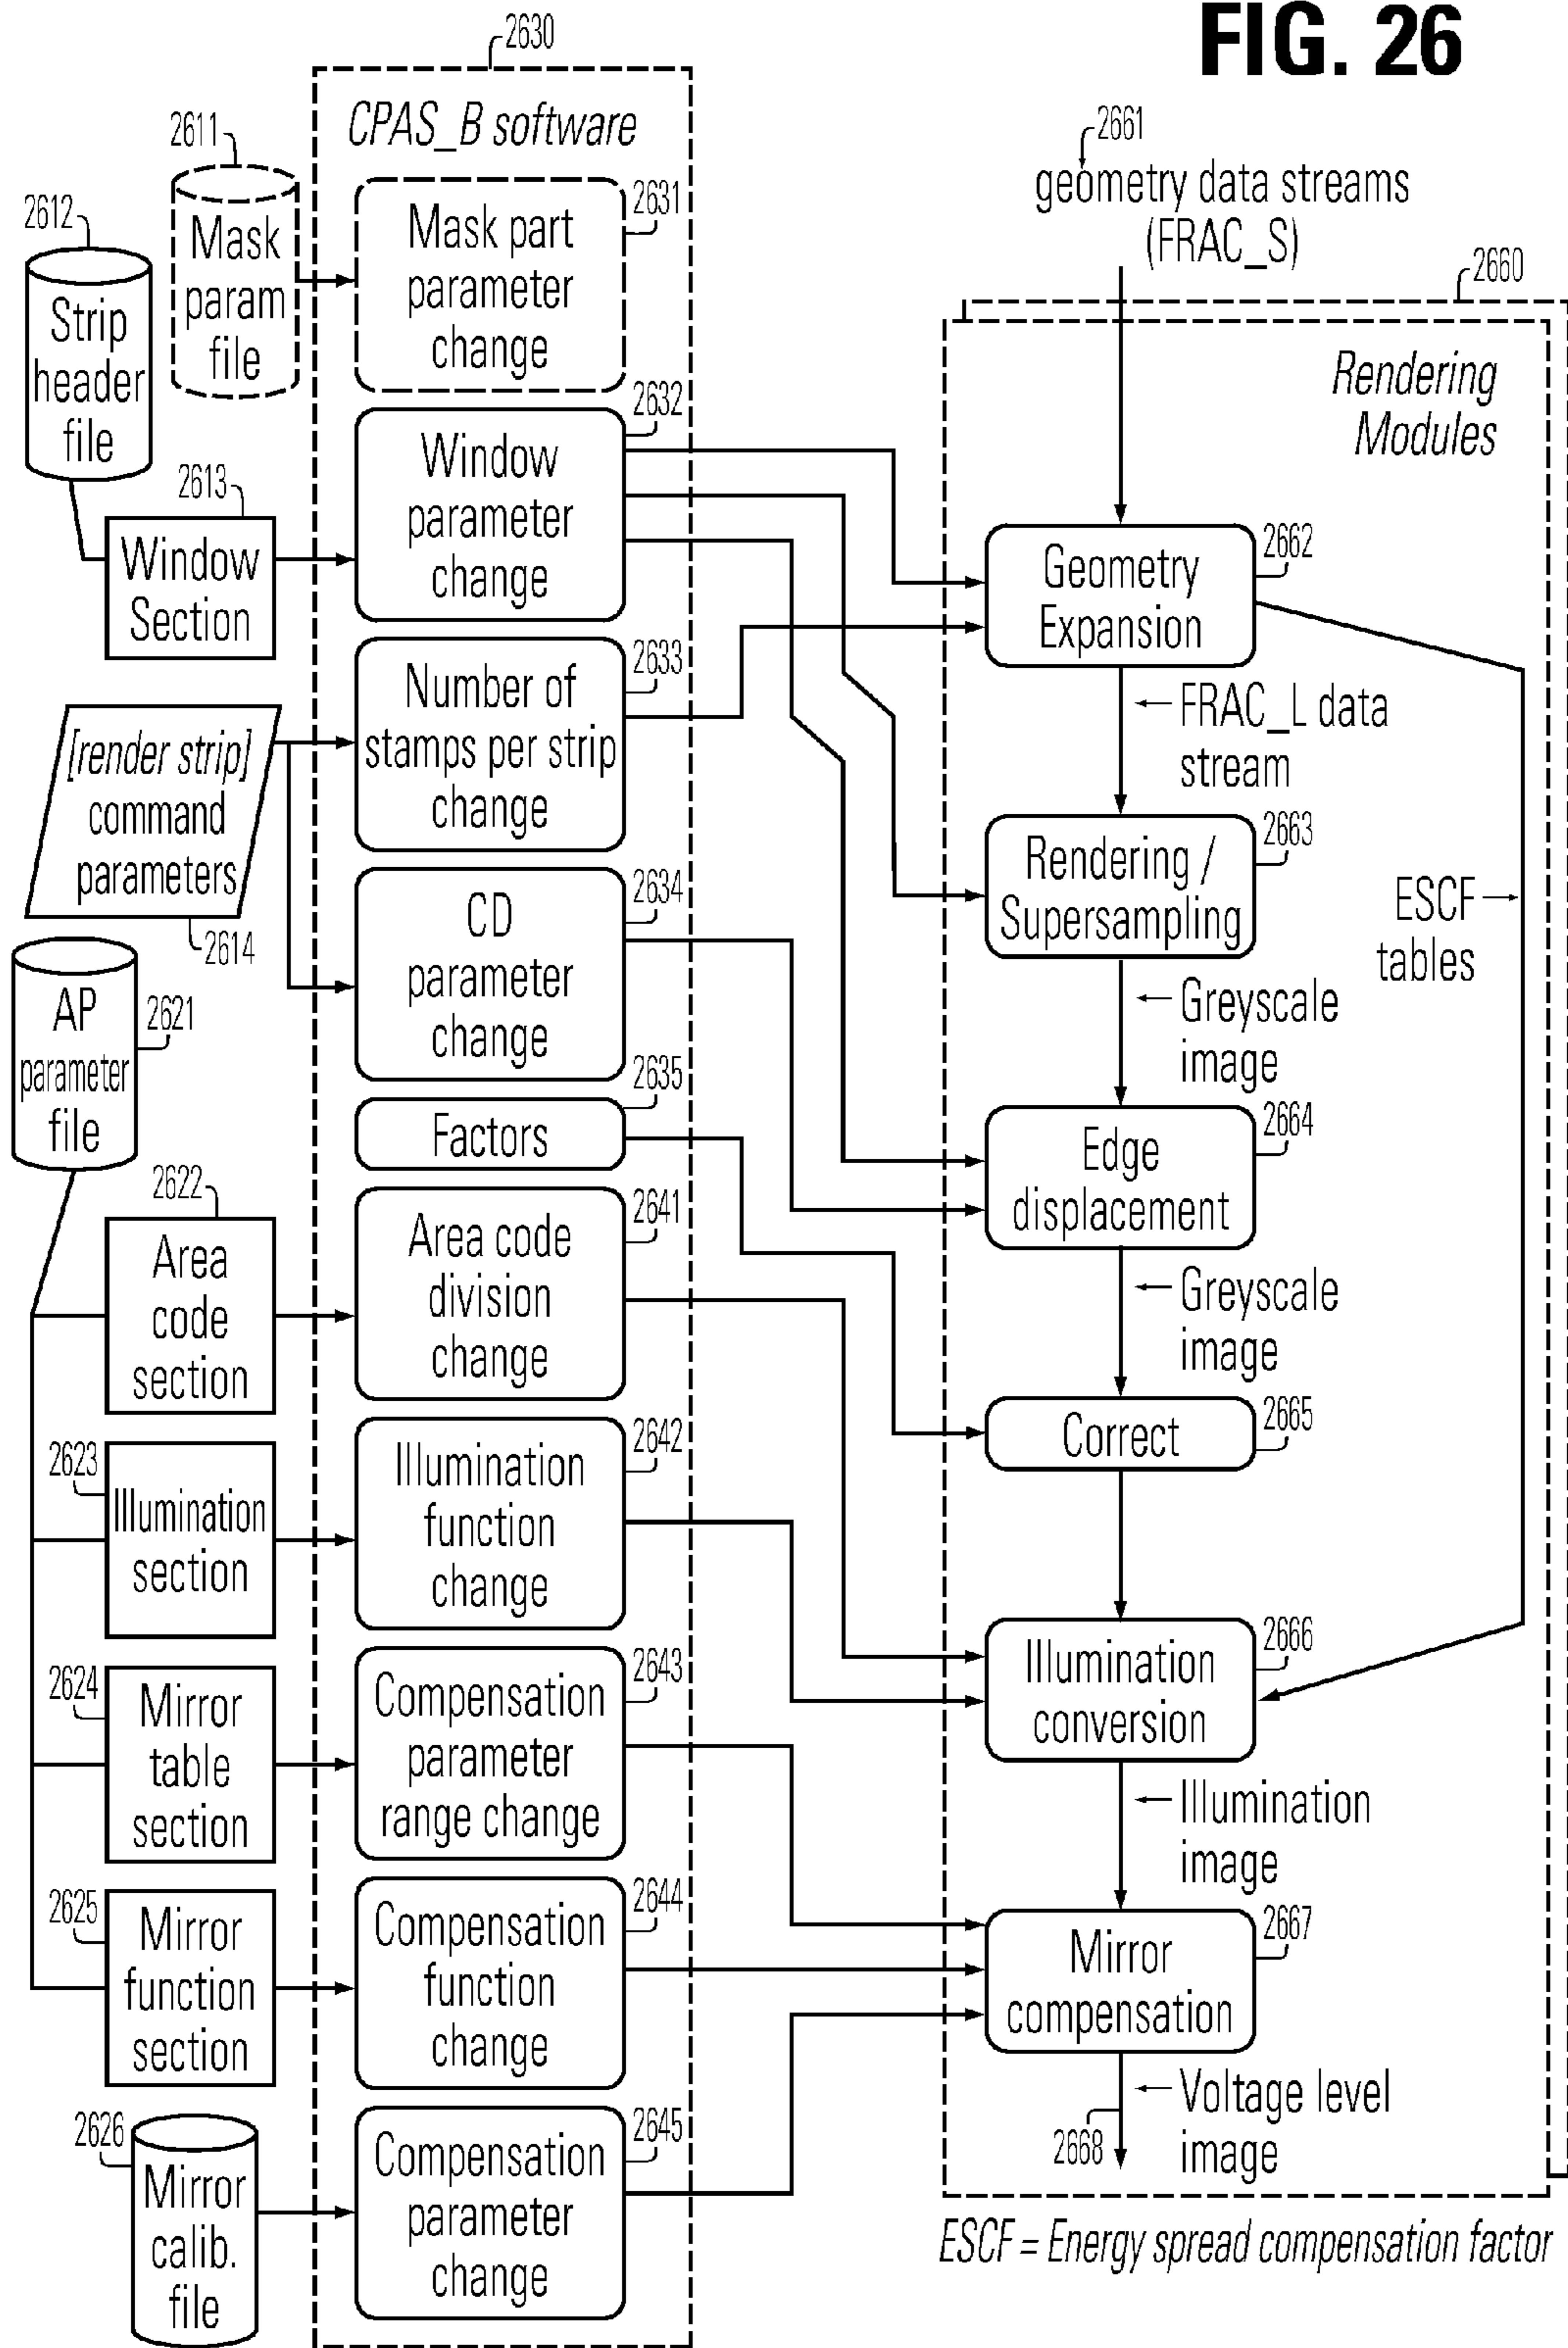 FIG. 26
2630
CPAS_B software
2611
Mask
param
file
2612
Strip
header
file
2613
Window
Section
[render strip]
command
parameters
2614
AP
parameter
file
2621
2622
Area
code
section
2623
Illumination
section
2624
Mirror
table
section
2625
Mirror
function
section
2626
Mirror
calib.
file
2631
Mask part
parameter
change
2632
Window
parameter
change
2633
Number of
stamps per strip
change
2634
CD
parameter
change
2635
Factors
2641
Area code
division
change
2642
Illumination
function
change
2643
Compensation
parameter
range change
2644
Compensation
function
change
2645
Compensation
parameter
change
2661
geometry data streams
(FRAC_S)
2660
Rendering
Modules
2662
Geometry
Expansion
FRAC_L data
stream
2663
Rendering /
Supersampling
ESCF
tables
Greyscale
image
2664
Edge
displacement
Greyscale
image
2665
Correct
2666
Illumination
conversion
Illumination
image
2667
Mirror
compensation
Voltage level
image
2668
ESCF = Energy spread compensation factor